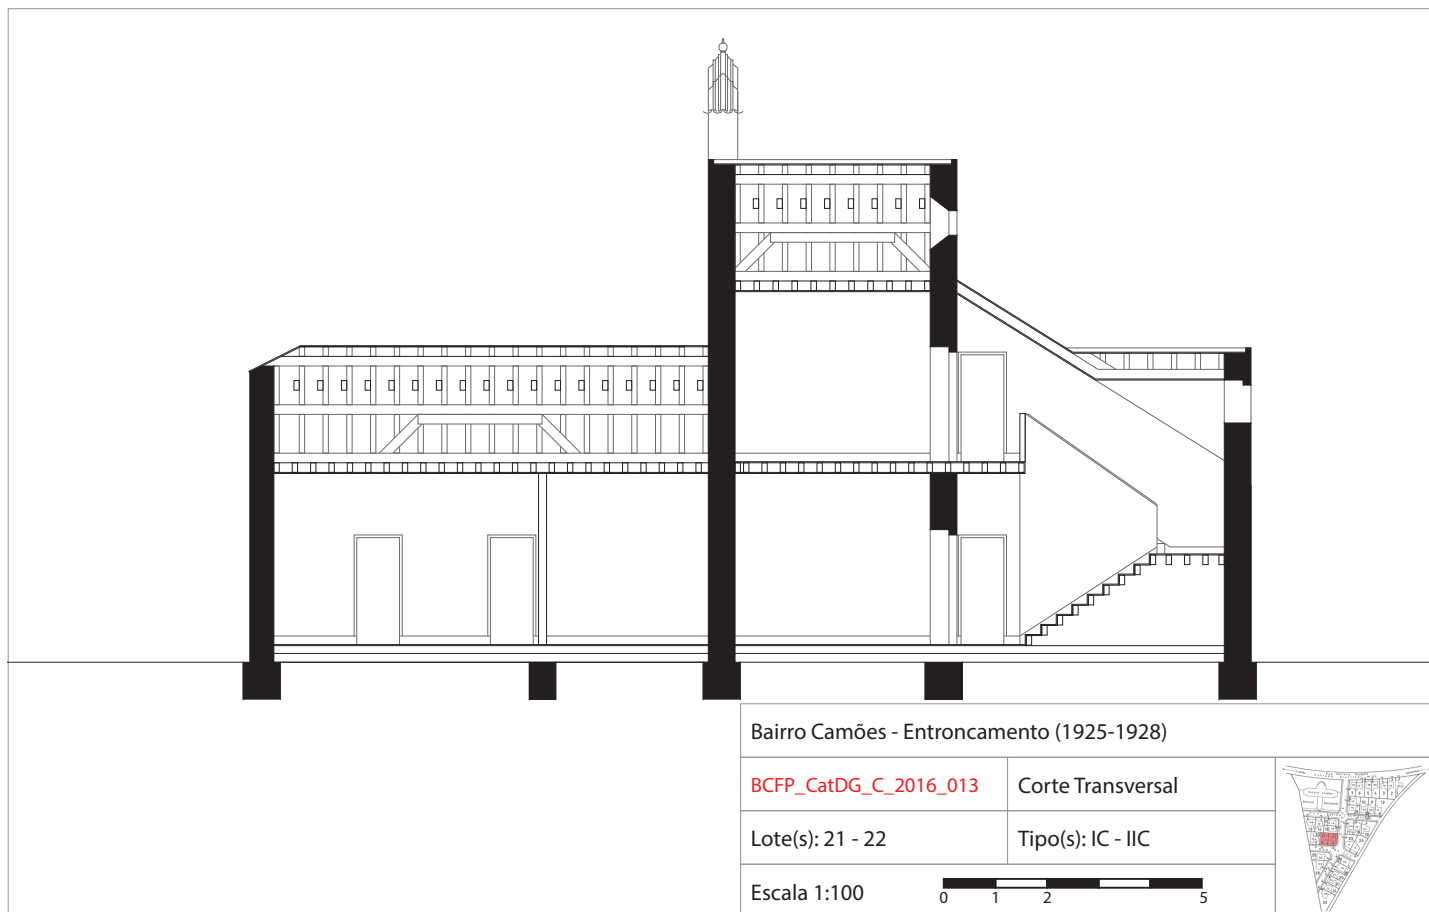 Bairro Camões - Entroncamento (1925-1928)
BCFP_CatDG_C_2016_013
Corte Transversal
Lote(s): 21 - 22
Tipo(s): IC - IIC
Escala 1:100
0 1 2 5